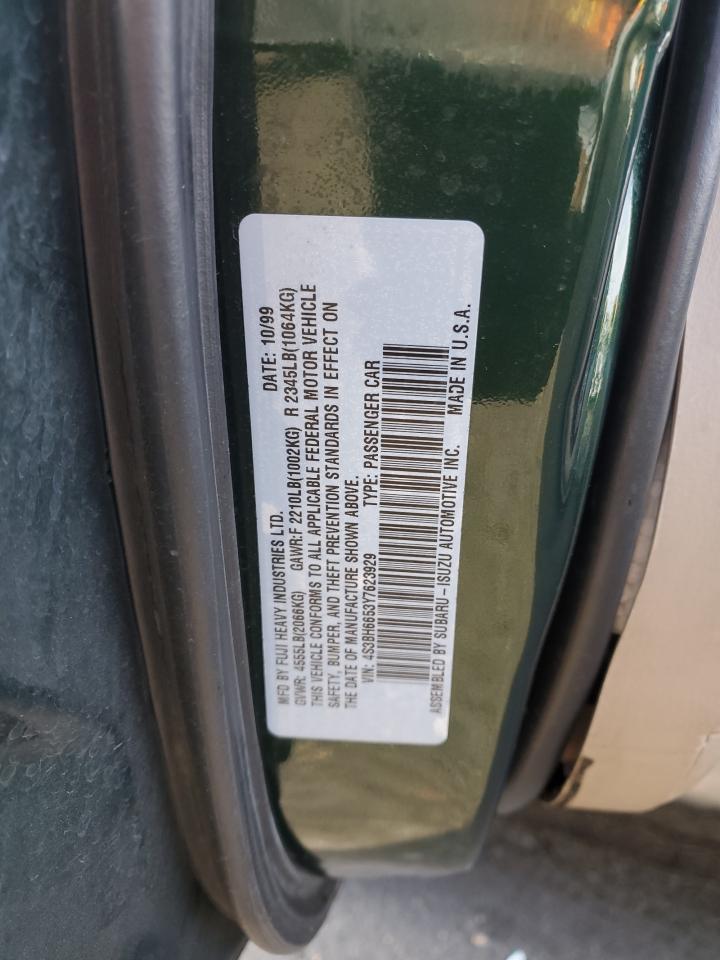 MFD BY FUJI HEAVY INDUSTRIES LTD. DATE: 10/99
GVWR: 4555LB(2066KG) GAWR:F 2210LB(1002KG) R 2345LB(1064KG)
THIS VEHICLE CONFORMS TO ALL APPLICABLE FEDERAL MOTOR VEHICLE
SAFETY, BUMPER, AND THEFT PREVENTION STANDARDS IN EFFECT ON
THE DATE OF MANUFACTURE SHOWN ABOVE.
VIN: 4S3BH6653Y7623929 TYPE: PASSENGER CAR
ASSEMBLED BY SUBARU-ISUZU AUTOMOTIVE INC. MADE IN U.S.A.